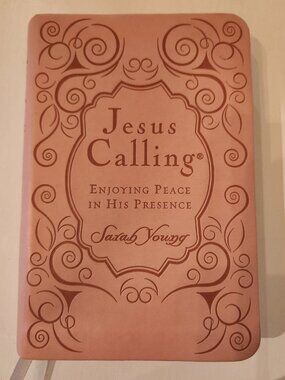 Jesus
Calling®
Enjoying Peace
in His Presence
Sarah Young